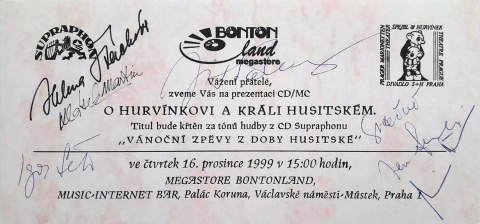 SUPRAPHON
BONTON
land
megastore
SPEJBL & HURVÍNEK
DIVADLO S+H PRAHA
Vážení přátelé,
zveme Vás na prezentaci CD/MC
O HURVÍNKOVI A KRÁLI HUSITSKÉM.
Titul bude křtěn za tónů hudby z CD Supraphonu
„VÁNOČNÍ ZPĚVY Z DOBY HUSITSKÉ"
ve čtvrtek 16. prosince 1999 v 15:00 hodin,
MEGASTORE BONTONLAND,
MUSIC-INTERNET BAR, Palác Koruna, Václavské náměstí-Můstek, Praha
Helena
Igor